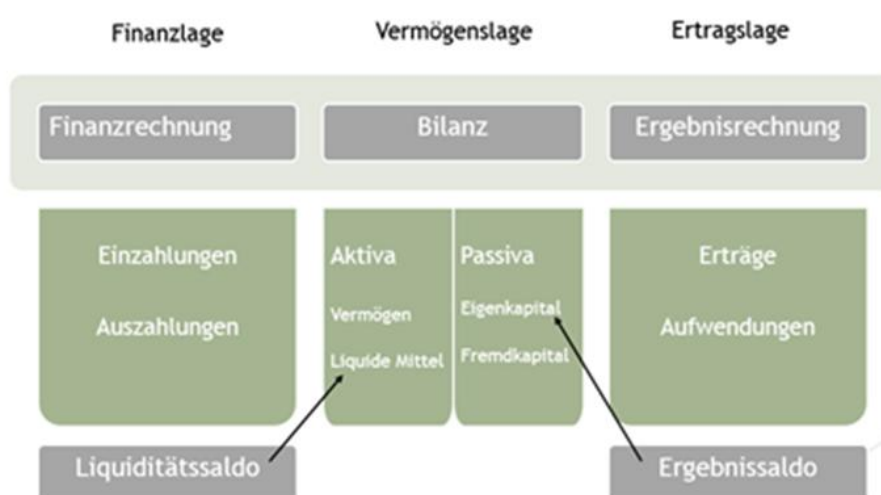 Finanzlage
Vermögenslage
Ertragslage
Finanzrechnung
Bilanz
Ergebnisrechnung
Einzahlungen
Auszahlungen
Aktiva
Vermögen
Liquide Mittel
Passiva
Eigenkapital
Fremdkapital
Erträge
Aufwendungen
Liquiditätssaldo
Ergebnissaldo